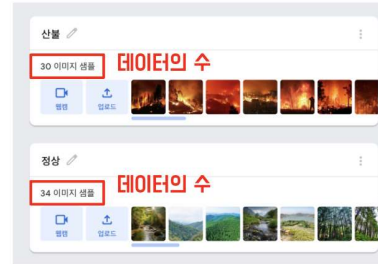 산불
30 이미지 샘플 데이터의 수
웹캠 업로드
정상
34 이미지 샘플 데이터의 수
웹캠 업로드